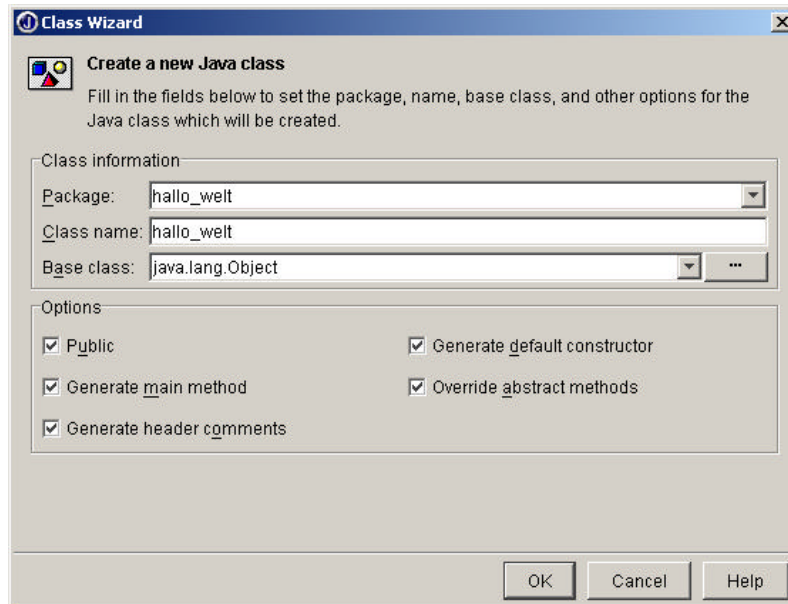 Class Wizard
Create a new Java class
Fill in the fields below to set the package, name, base class, and other options for the
Java class which will be created.
Class information
Package: hallo_welt
Class name: hallo_welt
Base class: java.lang.Object ...
Options
Public Generate default constructor
Generate main method Override abstract methods
Generate header comments
OK Cancel Help